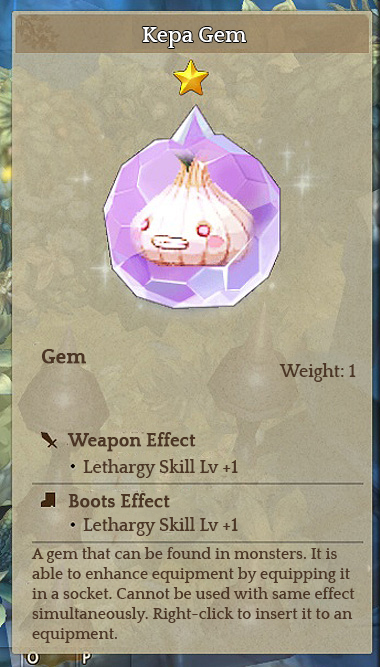 Kepa Gem
Gem
Weight: 1
Weapon Effect
• Lethargy Skill Lv +1
Boots Effect
• Lethargy Skill Lv +1
A gem that can be found in monsters. It is
able to enhance equipment by equipping it
in a socket. Cannot be used with same effect
simultaneously. Right-click to insert it to an
equipment.
O P